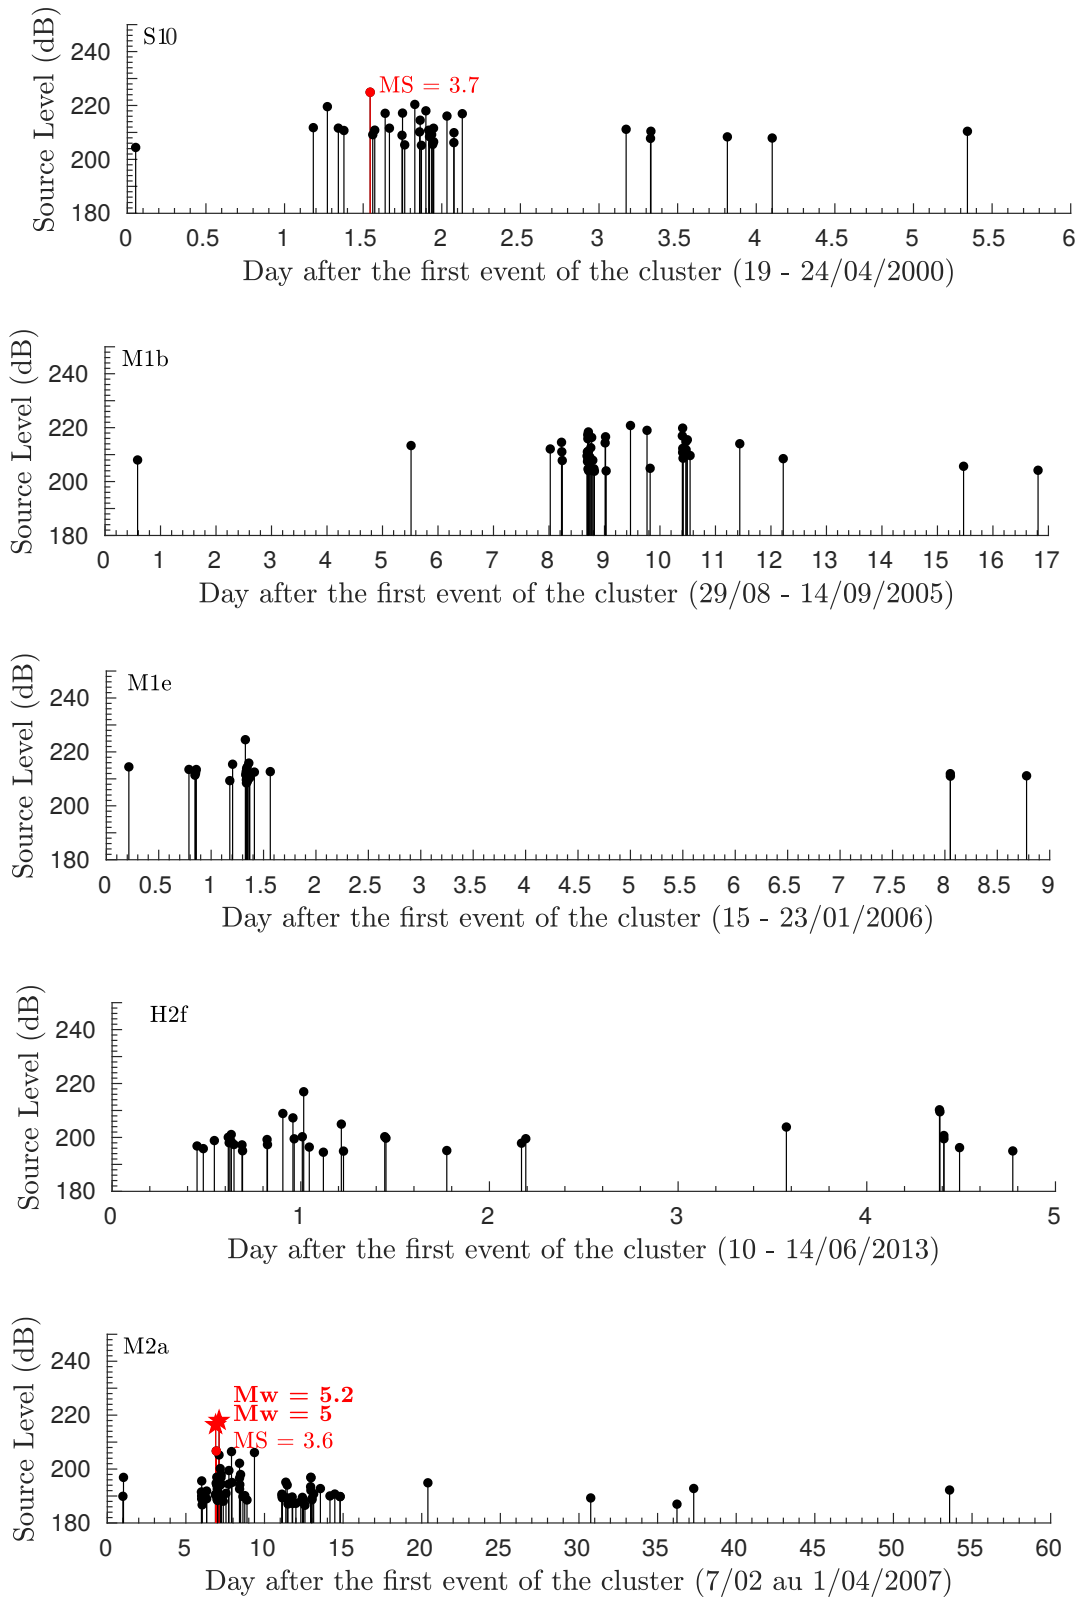 S10
MS = 3.7
240
220
200
180
Source Level (dB)
0 0.5 1 1.5 2 2.5 3 3.5 4 4.5 5 5.5 6
Day after the first event of the cluster (19 - 24/04/2000)
M1b
240
220
200
180
Source Level (dB)
0 1 2 3 4 5 6 7 8 9 10 11 12 13 14 15 16 17
Day after the first event of the cluster (29/08 - 14/09/2005)
M1e
240
220
200
180
Source Level (dB)
0 0.5 1 1.5 2 2.5 3 3.5 4 4.5 5 5.5 6 6.5 7 7.5 8 8.5 9
Day after the first event of the cluster (15 - 23/01/2006)
H2f
240
220
200
180
Source Level (dB)
0 1 2 3 4 5
Day after the first event of the cluster (10 - 14/06/2013)
M2a
Mw = 5.2
Mw = 5
MS = 3.6
240
220
200
180
Source Level (dB)
0 5 10 15 20 25 30 35 40 45 50 55 60
Day after the first event of the cluster (7/02 au 1/04/2007)